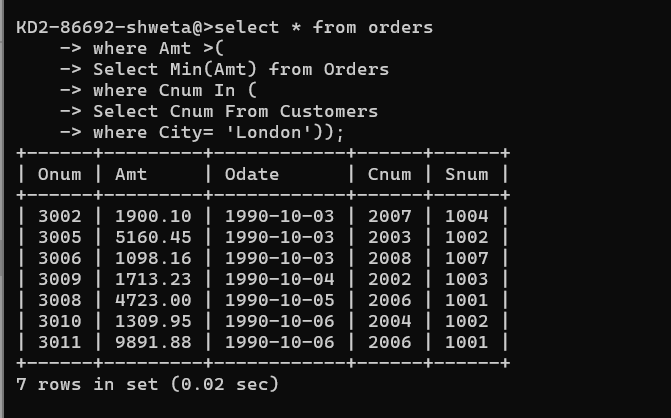 KD2-86692-shweta@>select * from orders
    -> where Amt >(
    -> Select Min(Amt) from Orders
    -> where Cnum In (
    -> Select Cnum From Customers
    -> where City= 'London'));
+------+---------+------------+------+------+
| Onum | Amt     | Odate      | Cnum | Snum |
+------+---------+------------+------+------+
| 3002 | 1900.10 | 1990-10-03 | 2007 | 1004 |
| 3005 | 5160.45 | 1990-10-03 | 2003 | 1002 |
| 3006 | 1098.16 | 1990-10-03 | 2008 | 1007 |
| 3009 | 1713.23 | 1990-10-04 | 2002 | 1003 |
| 3008 | 4723.00 | 1990-10-05 | 2006 | 1001 |
| 3010 | 1309.95 | 1990-10-06 | 2004 | 1002 |
| 3011 | 9891.88 | 1990-10-06 | 2006 | 1001 |
+------+---------+------------+------+------+
7 rows in set (0.02 sec)